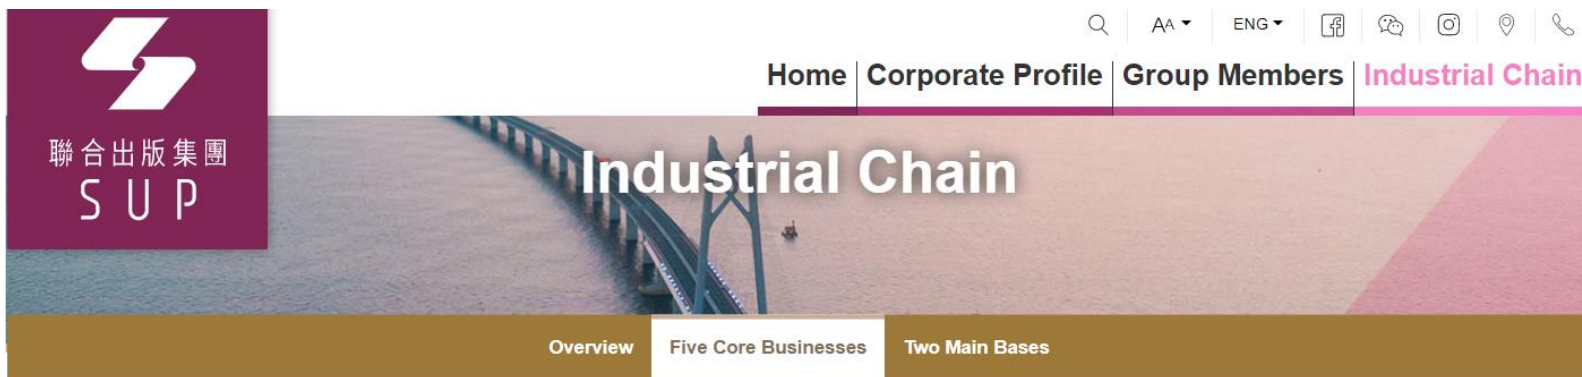 AA
ENG
Home
Corporate Profile
Group Members
Industrial Chain
聯合出版集團
SUP
Industrial Chain
Overview
Five Core Businesses
Two Main Bases